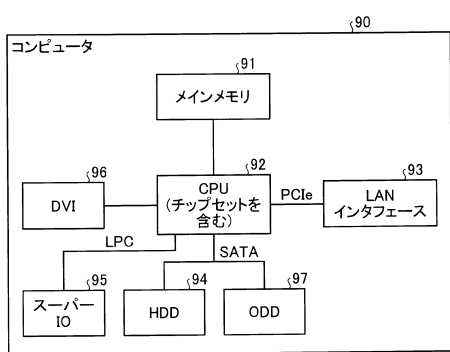 90
コンピュータ
91
メインメモリ
96
92
93
DVI
CPU
(チップセットを
含む)
PCIe
LAN
インタフェース
LPC
SATA
95
94
97
スーパー
IO
HDD
ODD